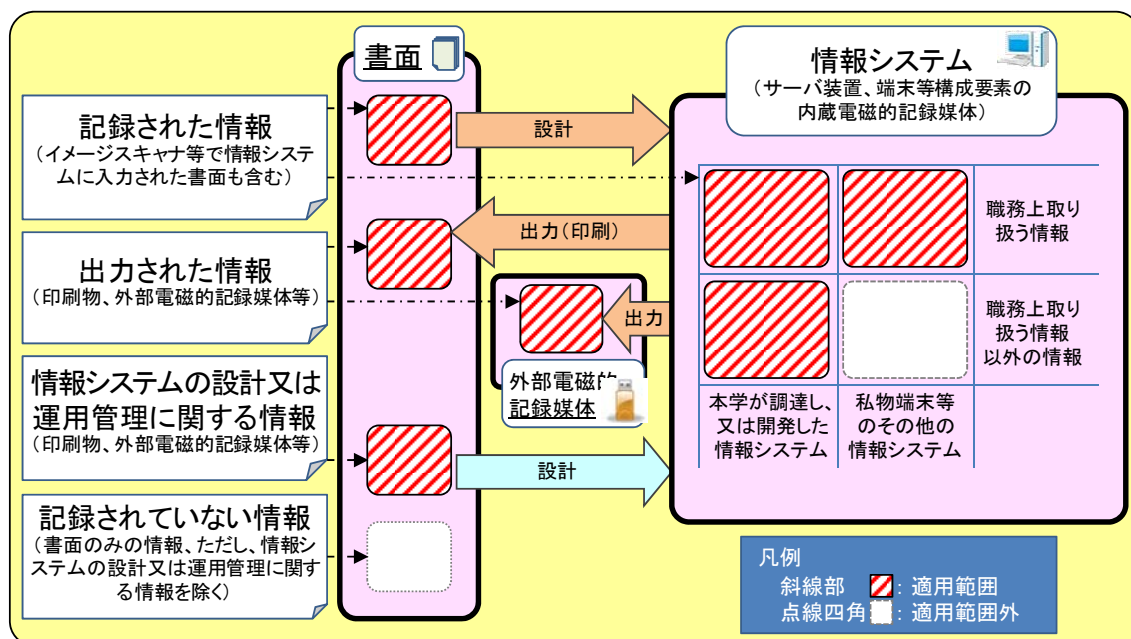 書面
情報システム
(サーバ装置、端末等構成要素の
内蔵電磁的記録媒体)
記録された情報
(イメージスキャナ等で情報システ
ムに入力された書面も含む)
設計
出力された情報
(印刷物、外部電磁的記録媒体等)
出力(印刷)
出力
外部電磁的
記録媒体
職務上取り
扱う情報
職務上取り
扱う情報
以外の情報
本学が調達し、
又は開発した
情報システム
私物端末等
のその他の
情報システム
情報システムの設計又は
運用管理に関する情報
(印刷物、外部電磁的記録媒体等)
設計
記録されていない情報
(書面のみの情報、ただし、情報シ
ステムの設計又は運用管理に関す
る情報を除く)
凡例
斜線部 : 適用範囲
点線四角 : 適用範囲外